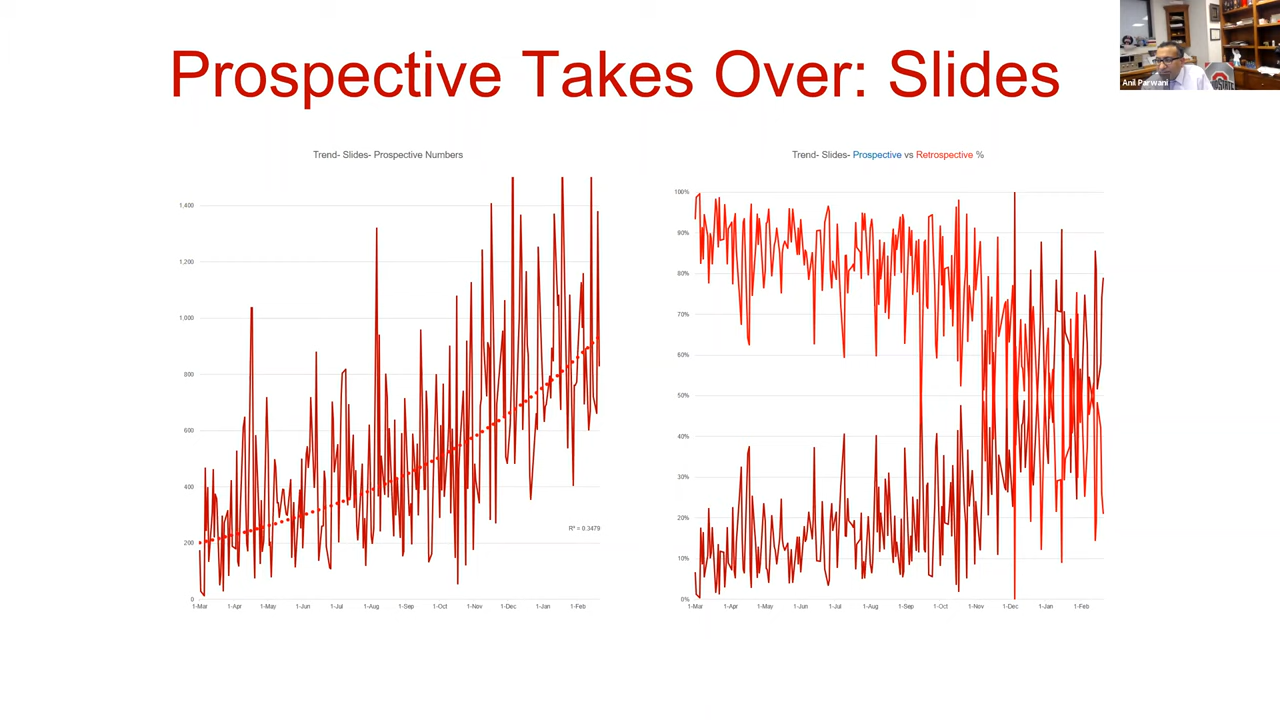 Prospective Takes Over: Slides
Anil Parwani
Trend- Slides- Prospective Numbers
1,400
1,200
1,000
800
600
400
200
0
R² = 0.3479
1-Mar 1-Apr 1-May 1-Jun 1-Jul 1-Aug 1-Sep 1-Oct 1-Nov 1-Dec 1-Jan 1-Feb
Trend- Slides- Prospective vs Retrospective %
100%
90%
80%
70%
60%
50%
40%
30%
20%
10%
0%
1-Mar 1-Apr 1-May 1-Jun 1-Jul 1-Aug 1-Sep 1-Oct 1-Nov 1-Dec 1-Jan 1-Feb